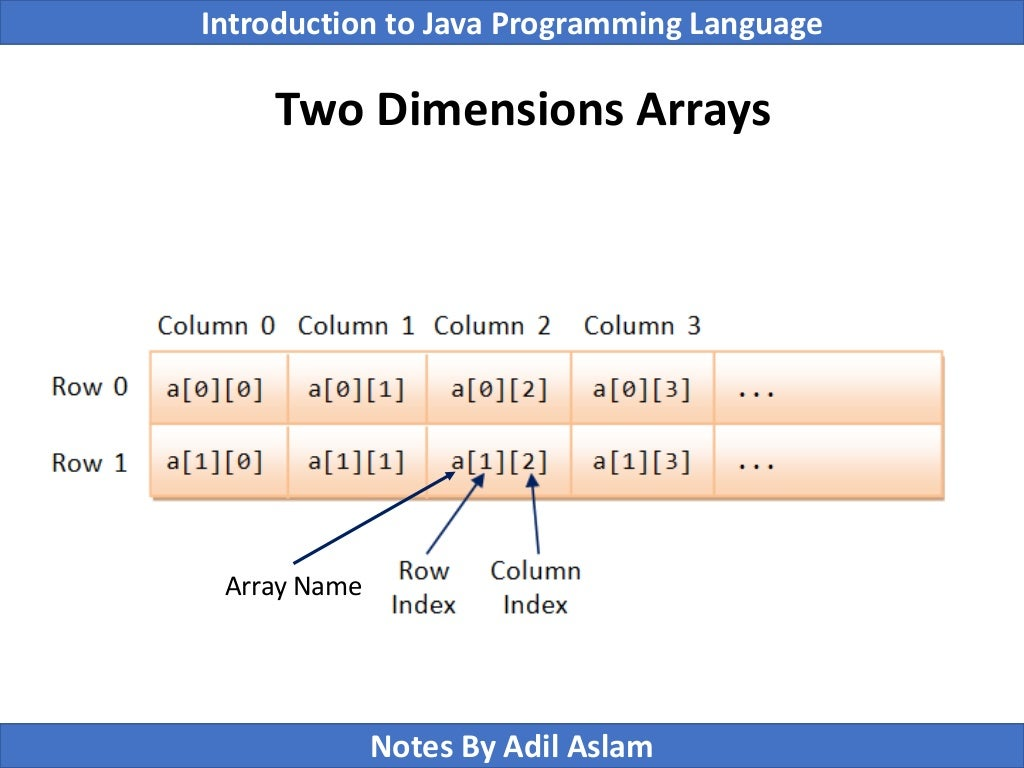 Introduction to Java Programming Language
Two Dimensions Arrays
Column 0 Column 1 Column 2 Column 3
Row 0 a[0][0] a[0][1] a[0][2] a[0][3] ...
Row 1 a[1][0] a[1][1] a[1][2] a[1][3] ...
Array Name
Row
Index
Column
Index
Notes By Adil Aslam